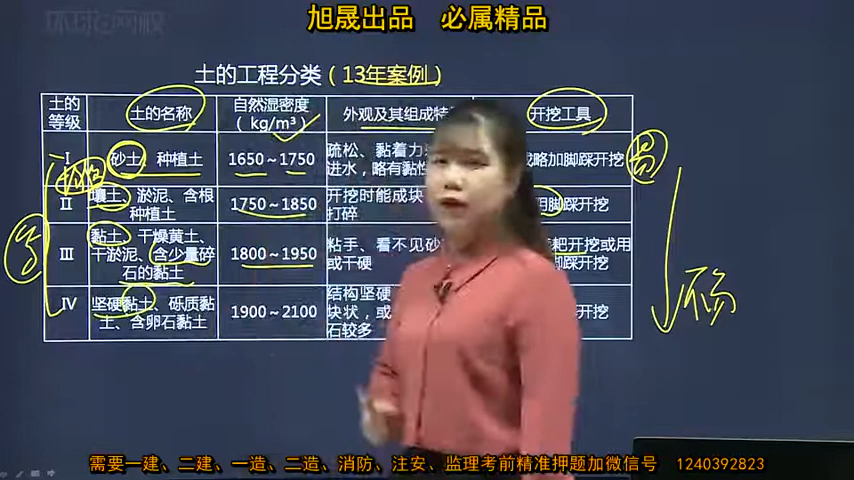 旭晟出品 必属精品
环球网校
土的工程分类（13年案例）
土的等级 土的名称 自然湿密度（kg/m³） 外观及其组成特 开挖工具
I 砂土、种植土 1650～1750 疏松、黏着力 进水，略有黏性 略加脚踩开挖
II 壤土、淤泥、含根种植土 1750～1850 开挖时能成块 打碎 用脚踩开挖
III 黏土、干燥黄土、干淤泥、含少量碎石的黏土 1800～1950 粘手、看不见砂 或干硬 耙开挖或用 开挖
IV 坚硬黏土、砾质黏土、含卵石黏土 1900～2100 结构坚硬 块状，或 石较多 开挖
易
不易
需要一建、二建、一造、二造、消防、注安、监理考前精准押题加微信号 1240392823